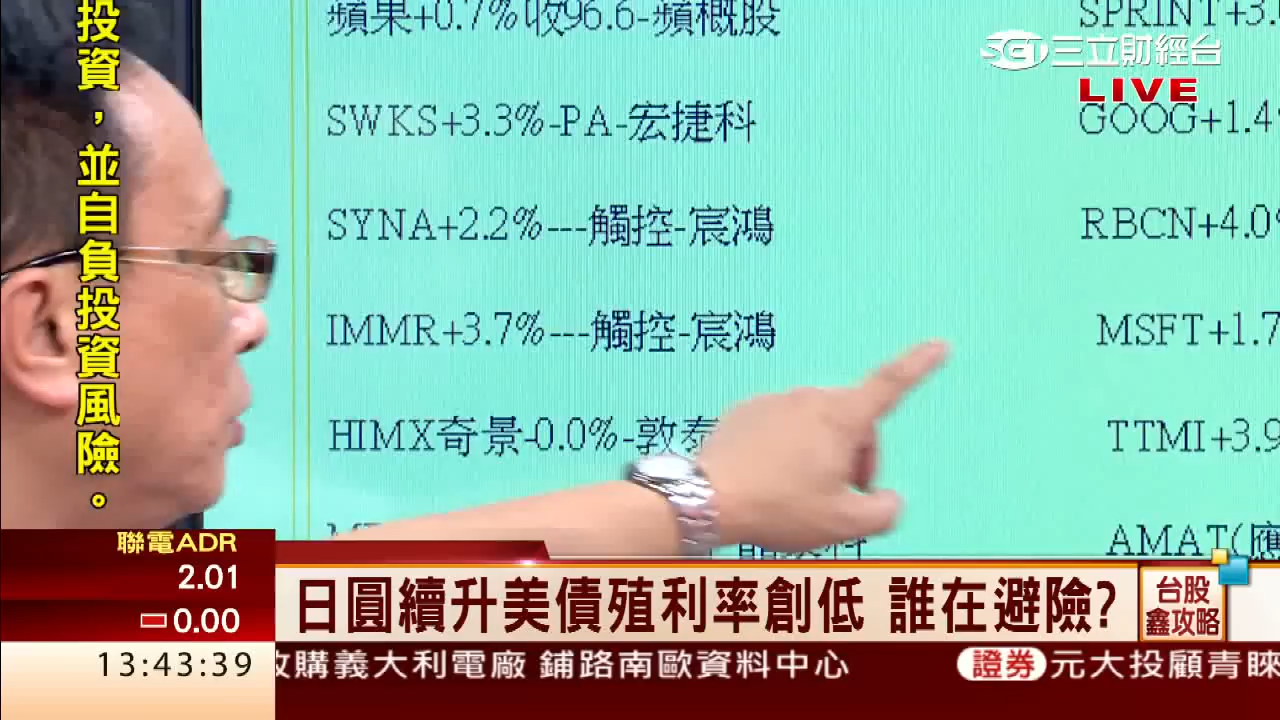 投資，並自負投資風險。
蘋果+0.7%收96.6-蘋概股
SWKS+3.3%-PA-宏捷科
SYNA+2.2%---觸控-宸鴻
IMMR+3.7%---觸控-宸鴻
HIMX奇景-0.0%-敦泰
SPRINT+3.
GOOG+1.4
RBCN+4.0%
MSFT+1.7
TTMI+3.9
AMAT(應
SET三立財經台
LIVE
聯電ADR
2.01
0.00
13:43:39
日圓續升美債殖利率創低 誰在避險?
台股
鑫攻略
購義大利電廠 鋪路南歐資料中心
證券 元大投顧青睞